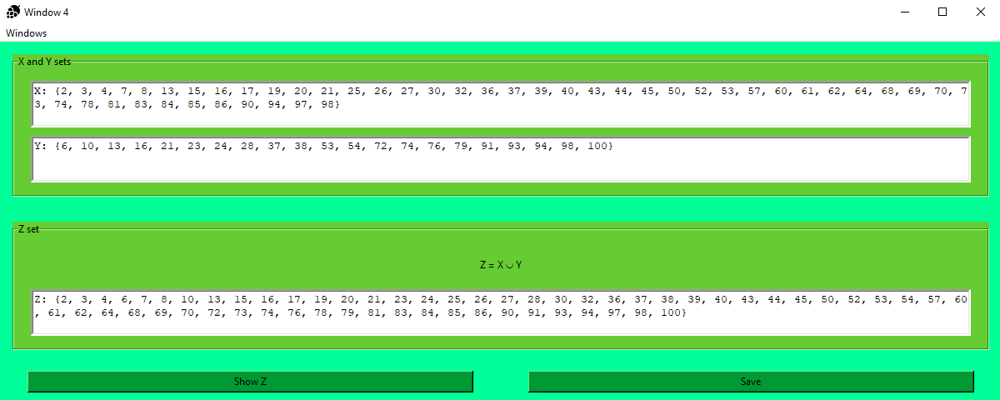 Window 4
Windows
X and Y sets
X: {2, 3, 4, 7, 8, 13, 15, 16, 17, 19, 20, 21, 25, 26, 27, 30, 32, 36, 37, 39, 40, 43, 44, 45, 50, 52, 53, 57, 60, 61, 62, 64, 68, 69, 70, 7
3, 74, 78, 81, 83, 84, 85, 86, 90, 94, 97, 98}
Y: {6, 10, 13, 16, 21, 23, 24, 28, 37, 38, 53, 54, 72, 74, 76, 79, 91, 93, 94, 98, 100}
Z set
Z = X ∪ Y
Z: {2, 3, 4, 6, 7, 8, 10, 13, 15, 16, 17, 19, 20, 21, 23, 24, 25, 26, 27, 28, 30, 32, 36, 37, 38, 39, 40, 43, 44, 45, 50, 52, 53, 54, 57, 60
, 61, 62, 64, 68, 69, 70, 72, 73, 74, 76, 78, 79, 81, 83, 84, 85, 86, 90, 91, 93, 94, 97, 98, 100}
Show Z
Save